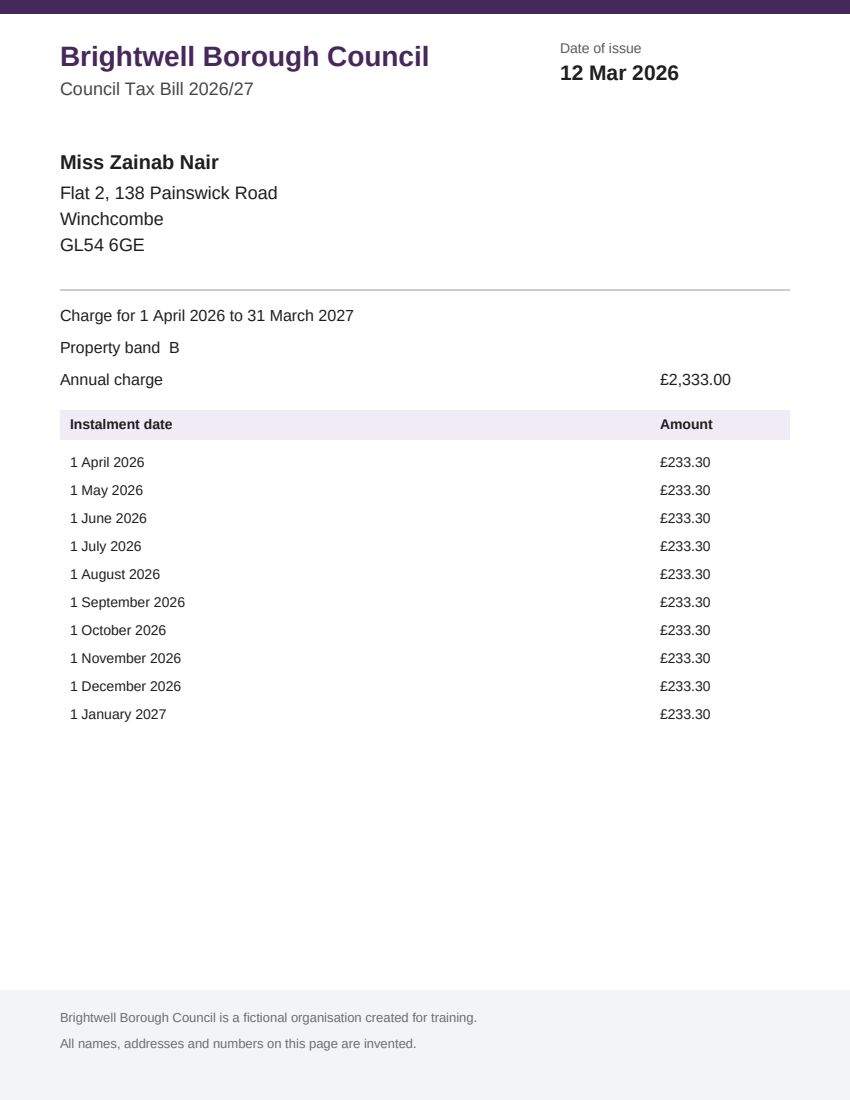 Brightwell Borough Council
Council Tax Bill 2026/27
Date of issue
12 Mar 2026
Miss Zainab Nair
Flat 2, 138 Painswick Road
Winchcombe
GL54 6GE
Charge for 1 April 2026 to 31 March 2027
Property band B
Annual charge £2,333.00
Instalment date Amount
1 April 2026 £233.30
1 May 2026 £233.30
1 June 2026 £233.30
1 July 2026 £233.30
1 August 2026 £233.30
1 September 2026 £233.30
1 October 2026 £233.30
1 November 2026 £233.30
1 December 2026 £233.30
1 January 2027 £233.30
Brightwell Borough Council is a fictional organisation created for training.
All names, addresses and numbers on this page are invented.